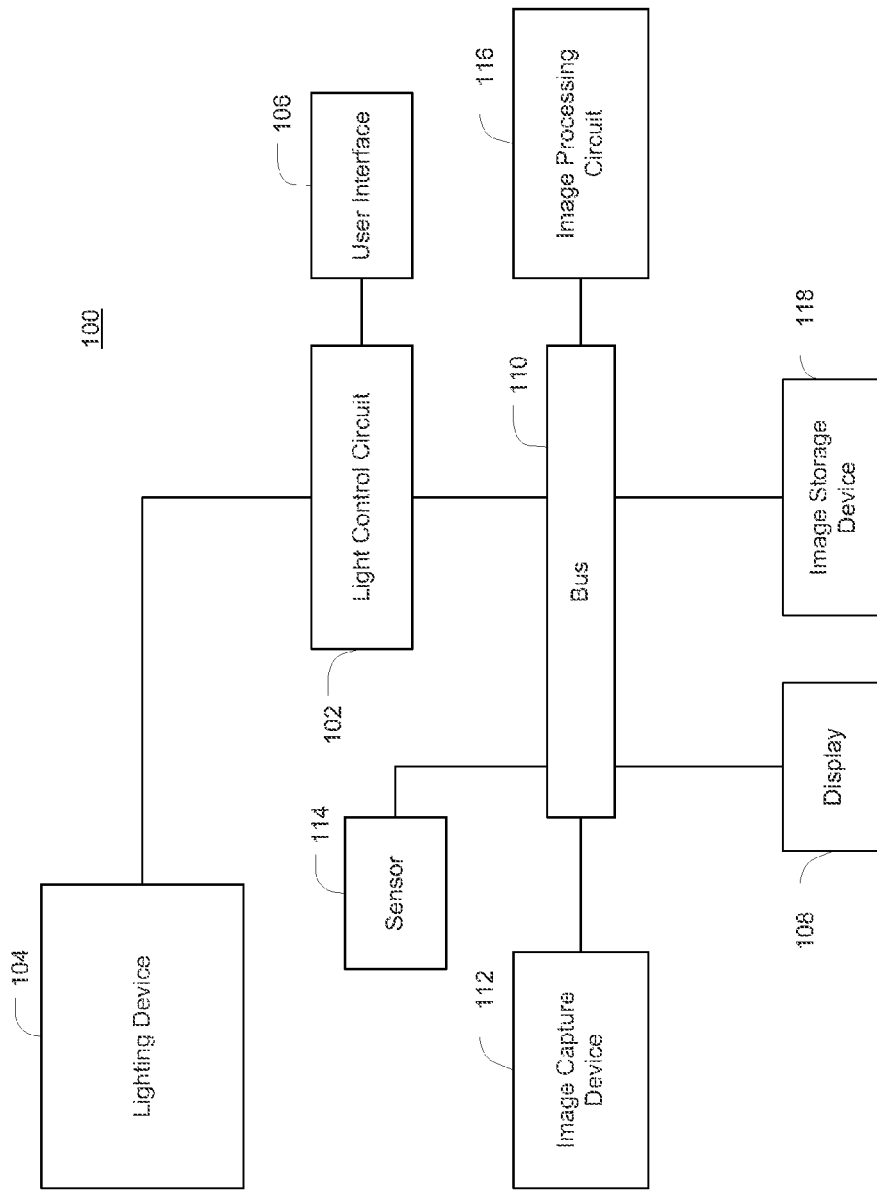 100
104
Lighting Device
106
User Interface
Light Control Circuit
102
114
Sensor
116
Image Processing
Circuit
110
Bus
112
Image Capture
Device
118
Image Storage
Device
Display
108